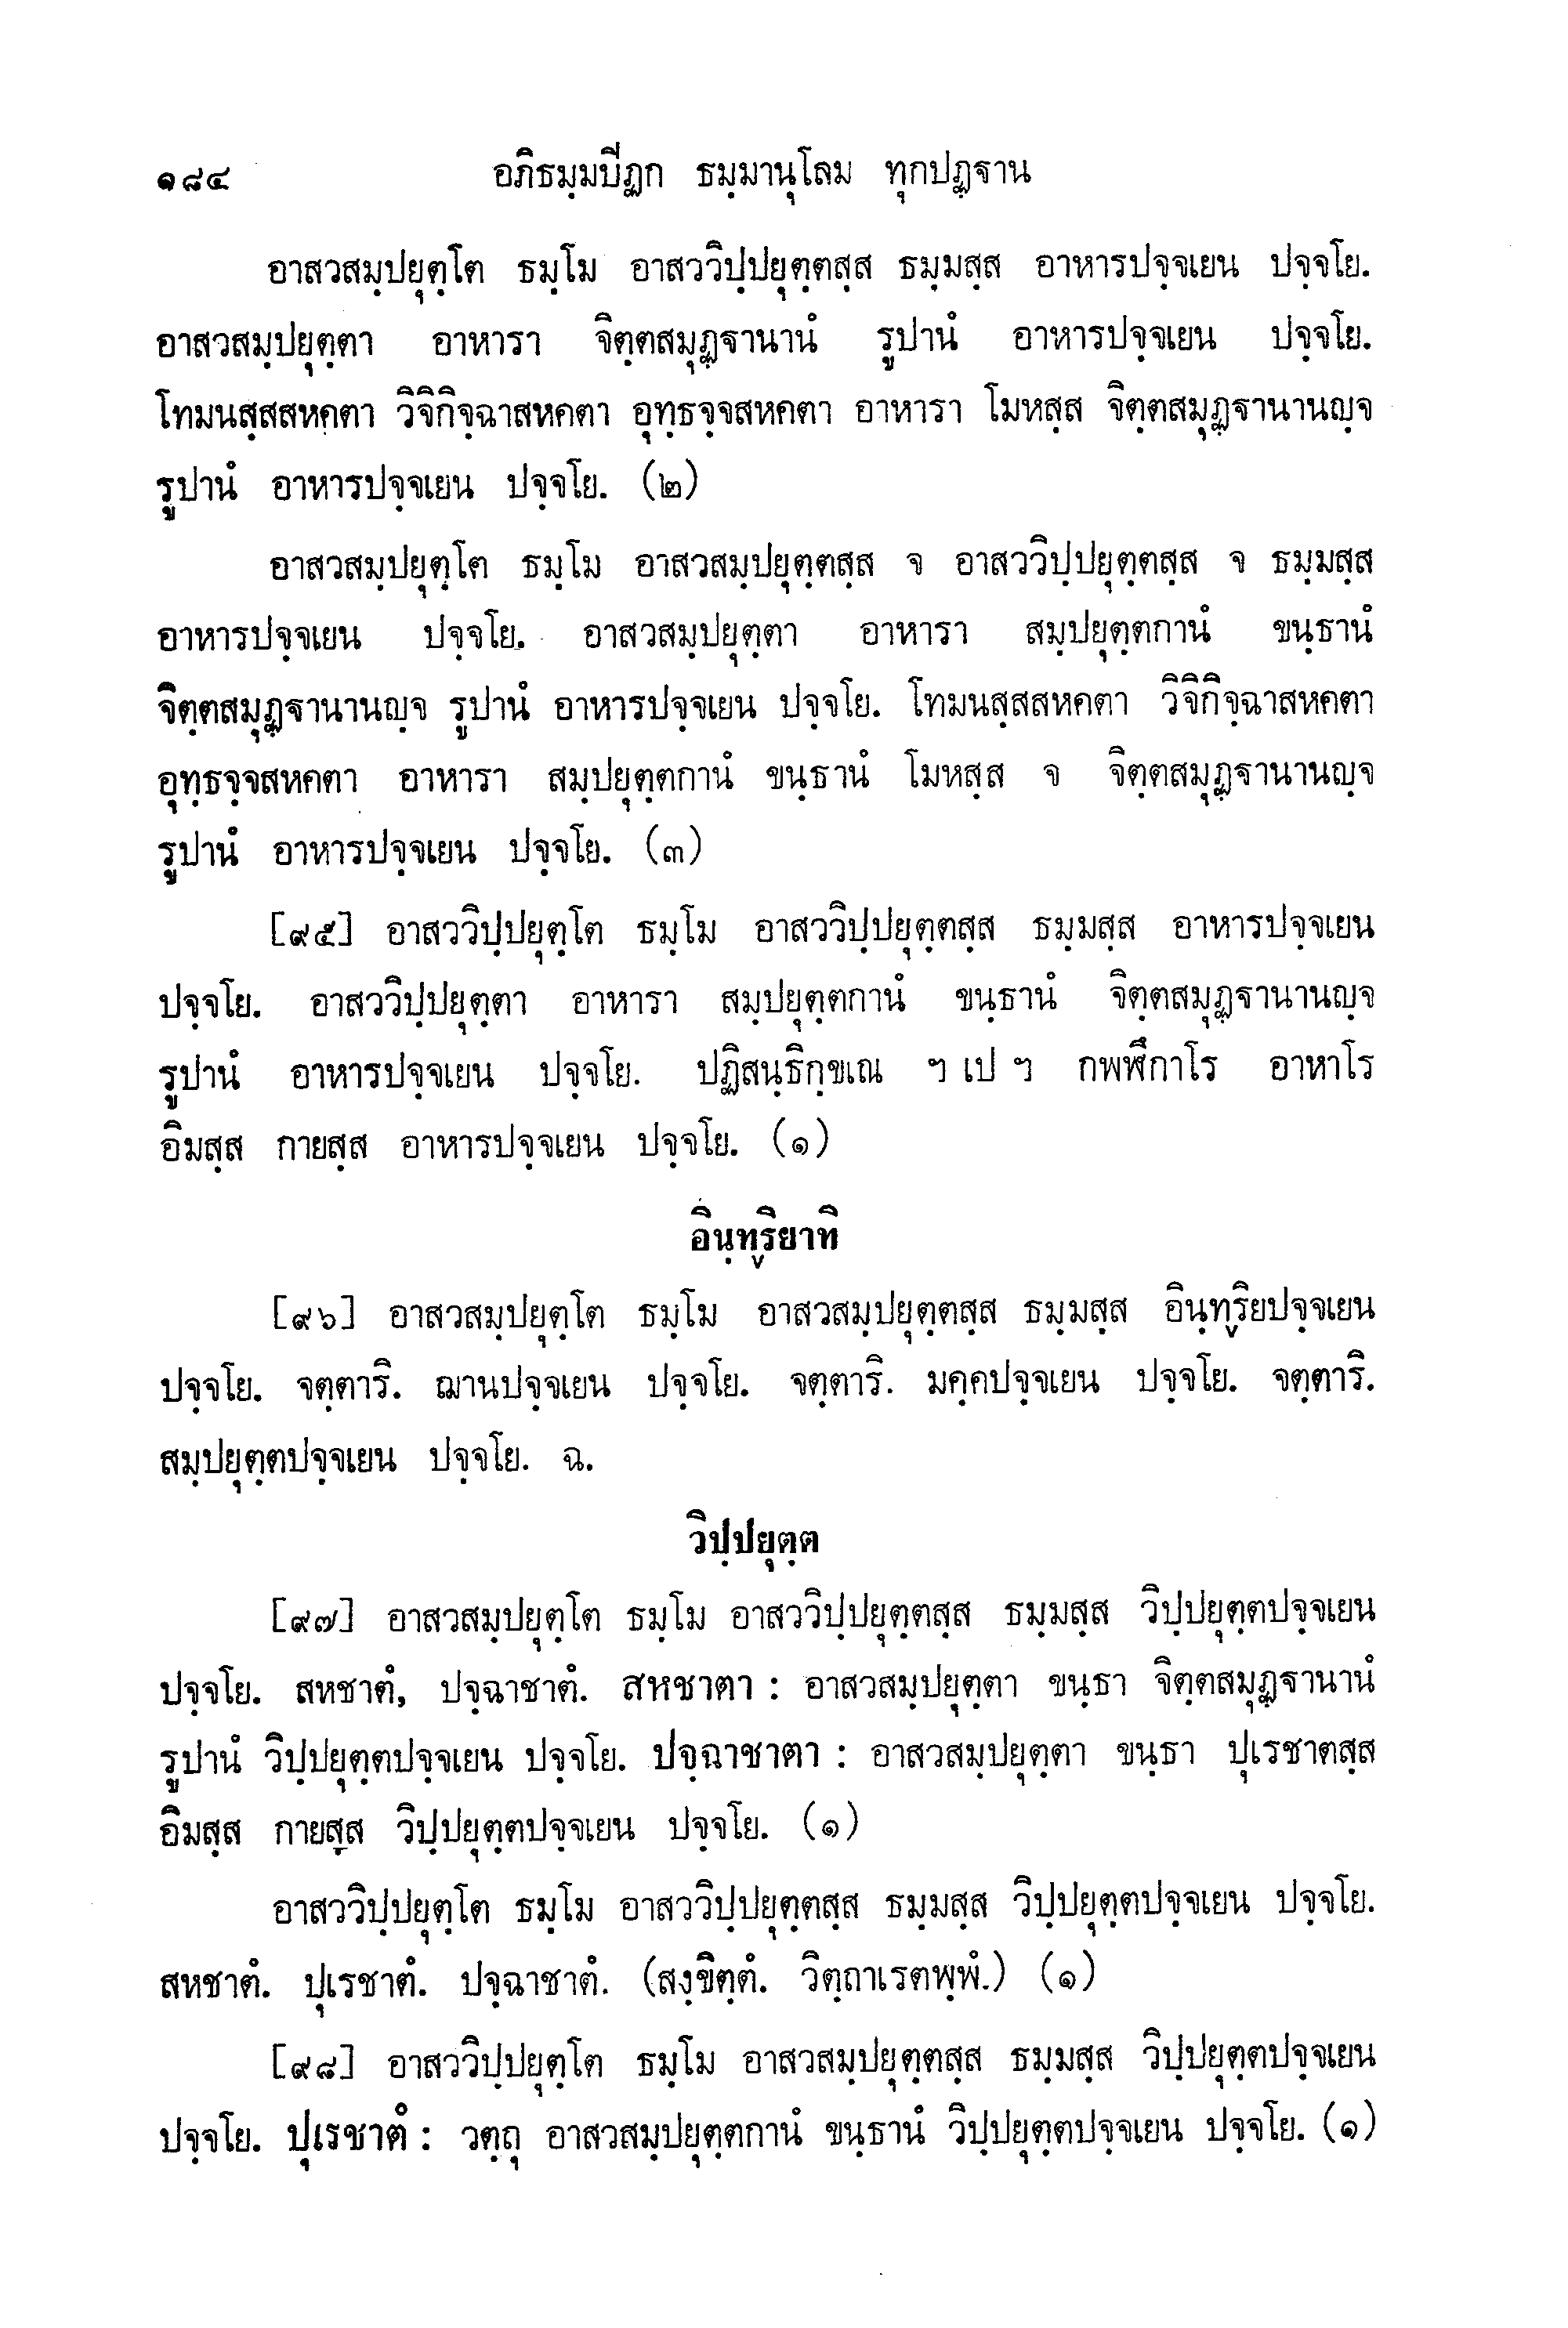 ๑๘๔ อภิธมฺมปิฏก ธมฺมานุโลม ทุกปฏฺฐาน
อาสวสมฺปยุตฺโต ธมฺโม อาสววิปฺปยุตฺตสฺส ธมฺมสฺส อาหารปจฺจเยน ปจฺจโย.
อาสวสมฺปยุตฺตา อาหารา จิตฺตสมุฏฺฐานานํ รูปานํ อาหารปจฺจเยน ปจฺจโย.
โทมนสฺสสหคตา วิจิกิจฺฉาสหคตา อุทฺธจฺจสหคตา อาหารา โมหสฺส จิตฺตสมุฏฺฐานานญฺจ
รูปานํ อาหารปจฺจเยน ปจฺจโย. (๒)
อาสวสมฺปยุตฺโต ธมฺโม อาสวสมฺปยุตฺตสฺส จ อาสววิปฺปยุตฺตสฺส จ ธมฺมสฺส
อาหารปจฺจเยน ปจฺจโย. อาสวสมฺปยุตฺตา อาหารา สมฺปยุตฺตกานํ ขนฺธานํ
จิตฺตสมุฏฺฐานานญฺจ รูปานํ อาหารปจฺจเยน ปจฺจโย. โทมนสฺสสหคตา วิจิกิจฺฉาสหคตา
อุทฺธจฺจสหคตา อาหารา สมฺปยุตฺตกานํ ขนฺธานํ โมหสฺส จ จิตฺตสมุฏฺฐานานญฺจ
รูปานํ อาหารปจฺจเยน ปจฺจโย. (๓)
[๙๕] อาสววิปฺปยุตฺโต ธมฺโม อาสววิปฺปยุตฺตสฺส ธมฺมสฺส อาหารปจฺจเยน
ปจฺจโย. อาสววิปฺปยุตฺตา อาหารา สมฺปยุตฺตกานํ ขนฺธานํ จิตฺตสมุฏฺฐานานญฺจ
รูปานํ อาหารปจฺจเยน ปจฺจโย. ปฏิสนฺธิกฺขเณ ฯ เป ฯ กพฬีกาโร อาหาโร
อิมสฺส กายสฺส อาหารปจฺจเยน ปจฺจโย. (๑)
อินฺทฺริยาทิ
[๙๖] อาสวสมฺปยุตฺโต ธมฺโม อาสวสมฺปยุตฺตสฺส ธมฺมสฺส อินฺทฺริยปจฺจเยน
ปจฺจโย. จตฺตาริ. ฌานปจฺจเยน ปจฺจโย. จตฺตาริ. มคฺคปจฺจเยน ปจฺจโย. จตฺตาริ.
สมฺปยุตฺตปจฺจเยน ปจฺจโย. ฉ.
วิปฺปยุตฺต
[๙๗] อาสวสมฺปยุตฺโต ธมฺโม อาสววิปฺปยุตฺตสฺส ธมฺมสฺส วิปฺปยุตฺตปจฺจเยน
ปจฺจโย. สหชาตํ, ปจฺฉาชาตํ. สหชาตา : อาสวสมฺปยุตฺตา ขนฺธา จิตฺตสมุฏฺฐานานํ
รูปานํ วิปฺปยุตฺตปจฺจเยน ปจฺจโย. ปจฺฉาชาตา : อาสวสมฺปยุตฺตา ขนฺธา ปุเรชาตสฺส
อิมสฺส กายสฺส วิปฺปยุตฺตปจฺจเยน ปจฺจโย. (๑)
อาสววิปฺปยุตฺโต ธมฺโม อาสววิปฺปยุตฺตสฺส ธมฺมสฺส วิปฺปยุตฺตปจฺจเยน ปจฺจโย.
สหชาตํ. ปุเรชาตํ. ปจฺฉาชาตํ. (สงฺขิตฺตํ. วิตฺถาเรตพฺพํ.) (๑)
[๙๘] อาสววิปฺปยุตฺโต ธมฺโม อาสวสมฺปยุตฺตสฺส ธมฺมสฺส วิปฺปยุตฺตปจฺจเยน
ปจฺจโย. ปุเรชาตํ : วตฺถุ อาสวสมฺปยุตฺตกานํ ขนฺธานํ วิปฺปยุตฺตปจฺจเยน ปจฺจโย. (๑)